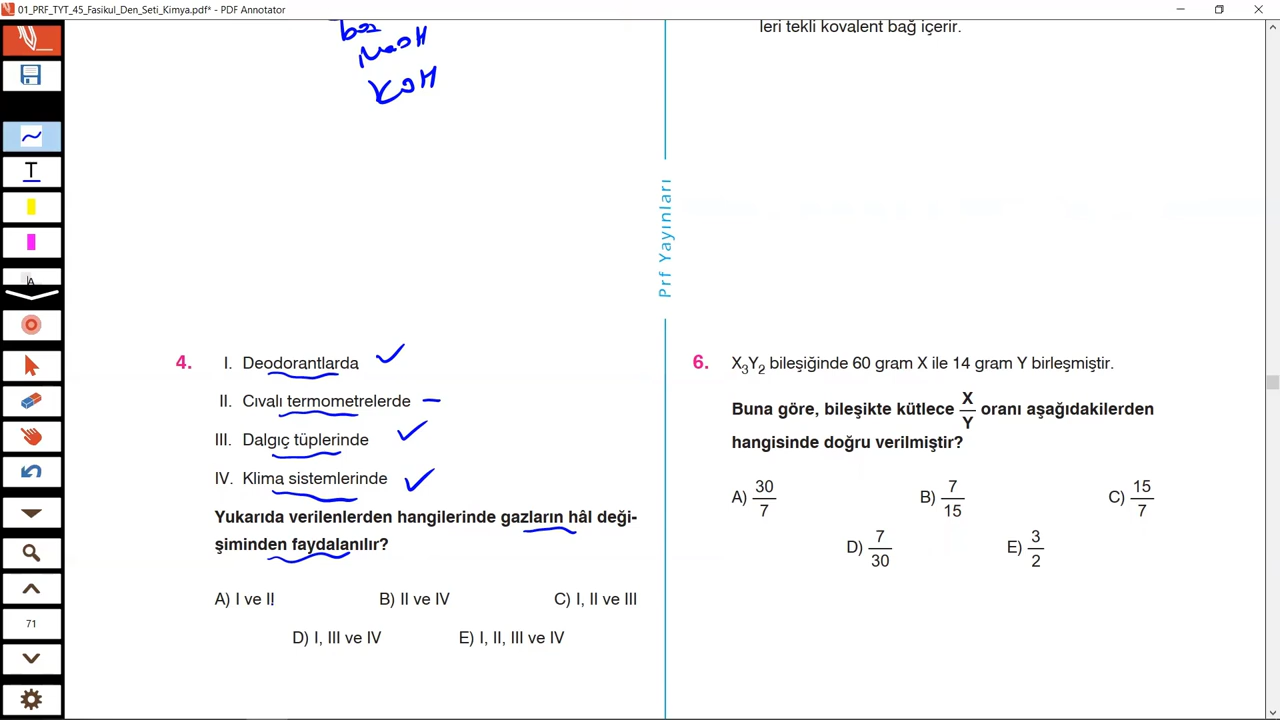 01_PRF_TYT_45_Fasikul_Den_Seti_Kimya.pdf* - PDF Annotator
baz
NaOH
KOH
4. I. Deodorantlarda
II. Cıvalı termometrelerde
III. Dalgıç tüplerinde
IV. Klima sistemlerinde
Yukarıda verilenlerden hangilerinde gazların hâl deği-
şiminden faydalanılır?
A) I ve II
B) II ve IV
C) I, II ve III
D) I, III ve IV
E) I, II, III ve IV
Prf Yayınları
leri tekli kovalent bağ içerir.
6. X3Y2 bileşiğinde 60 gram X ile 14 gram Y birleşmiştir.
Buna göre, bileşikte kütlece X/Y oranı aşağıdakilerden
hangisinde doğru verilmiştir?
A) 30/7
B) 7/15
C) 15/7
D) 7/30
E) 3/2
T
A
71